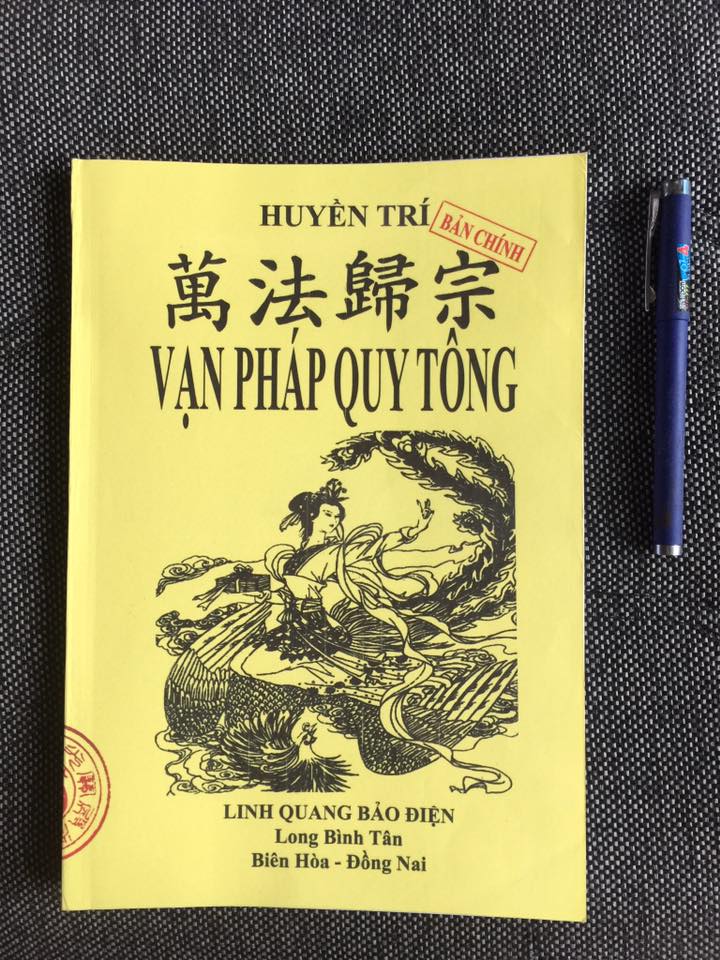 HUYỀN TRÍ
BẢN CHÍNH
萬法歸宗
VẠN PHÁP QUY TÔNG
LINH QUANG BẢO ĐIỆN
Long Bình Tân
Biên Hòa - Đồng Nai